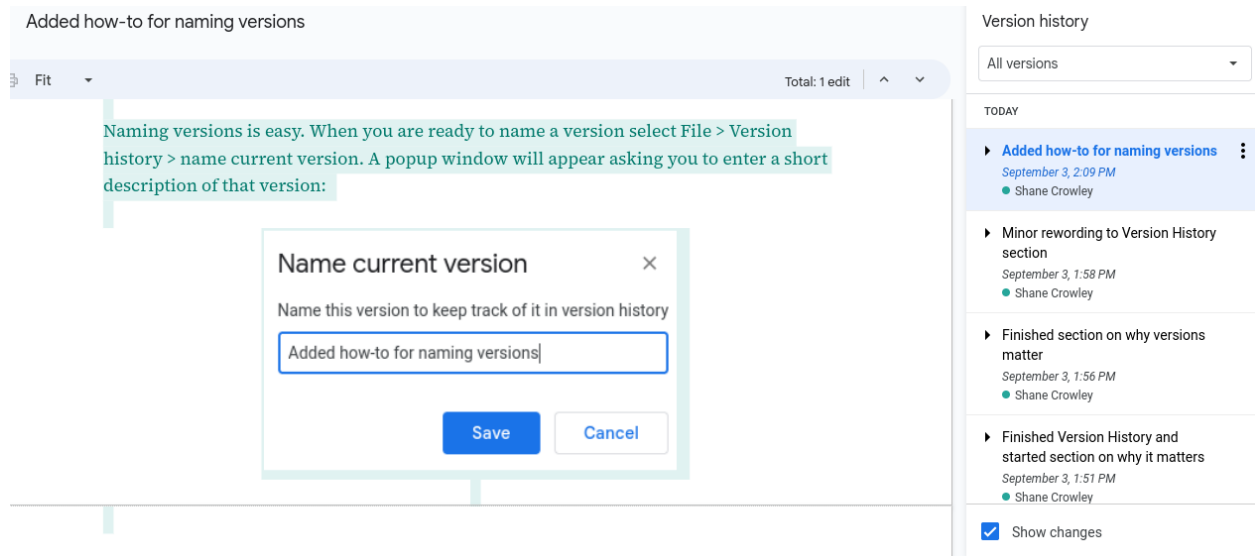 Added how-to for naming versions
Fit
Total: 1 edit
Naming versions is easy. When you are ready to name a version select File > Version
history > name current version. A popup window will appear asking you to enter a short
description of that version:
Name current version
Name this version to keep track of it in version history
Added how-to for naming versions
Save
Cancel
Version history
All versions
TODAY
Added how-to for naming versions
September 3, 2:09 PM
Shane Crowley
Minor rewording to Version History
section
September 3, 1:58 PM
Shane Crowley
Finished section on why versions
matter
September 3, 1:56 PM
Shane Crowley
Finished Version History and
started section on why it matters
September 3, 1:51 PM
Shane Crowley
Show changes